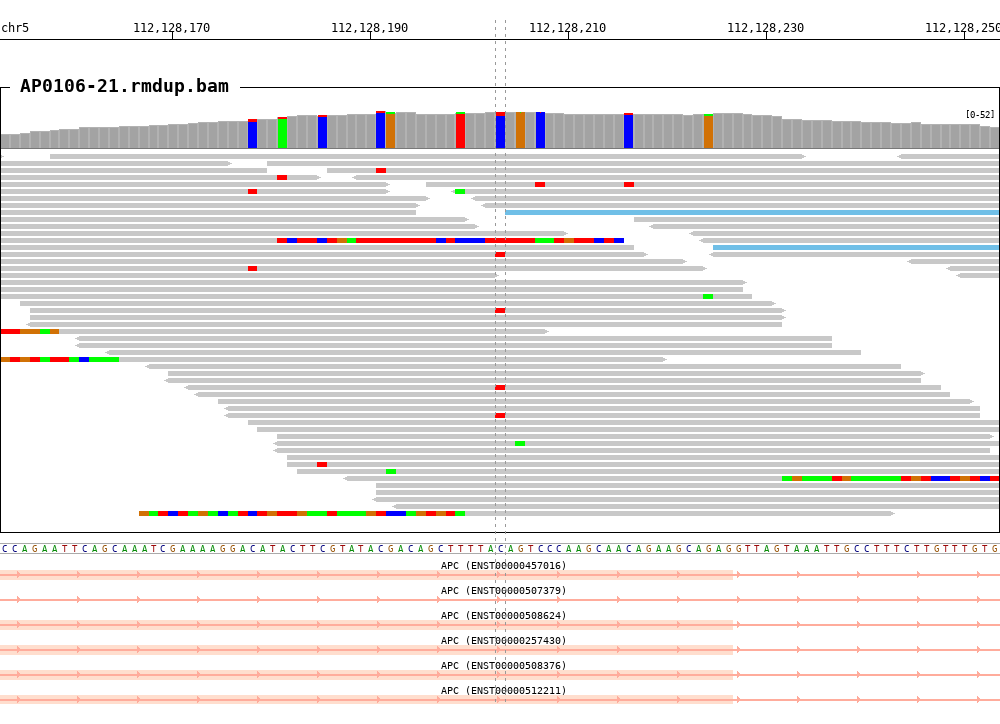 chr5 112,128,170 112,128,190 112,128,210 112,128,230 112,128,250
AP0106-21.rmdup.bam
[0-52]
C C A G A A T T C A G C A A A T C G A A A A G G A C A T A C T T C G T A T A C G A C A G C T T T T A C A G T C C C A A G C A A C A G A A G C A G A G G T T A G T A A A T T G C C T T T C T T G T T T G T G
APC (ENST00000457016)
APC (ENST00000507379)
APC (ENST00000508624)
APC (ENST00000257430)
APC (ENST00000508376)
APC (ENST00000512211)